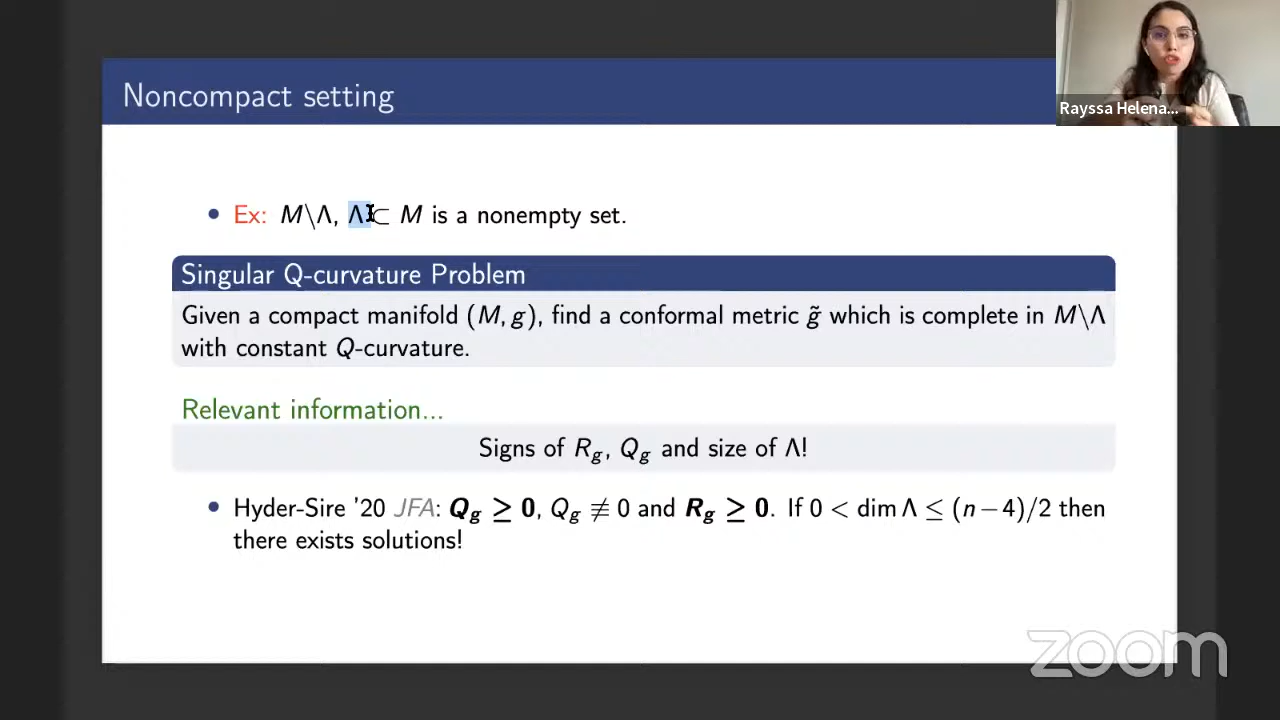 Noncompact setting
Rayssa Helena...
• Ex: M\Λ, Λ ⊂ M is a nonempty set.
Singular Q-curvature Problem
Given a compact manifold (M, g), find a conformal metric g̃ which is complete in M\Λ
with constant Q-curvature.
Relevant information...
Signs of R_g, Q_g and size of Λ!
• Hyder-Sire '20 JFA: Q_g ≥ 0, Q_g ≢ 0 and R_g ≥ 0. If 0 < dim Λ ≤ (n − 4)/2 then
there exists solutions!
zoom